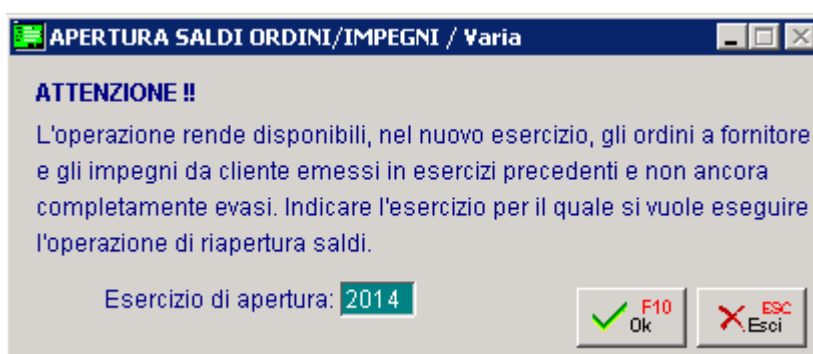 APERTURA SALDI ORDINI/IMPEGNI / Varia
ATTENZIONE !!
L'operazione rende disponibili, nel nuovo esercizio, gli ordini a fornitore
e gli impegni da cliente emessi in esercizi precedenti e non ancora
completamente evasi. Indicare l'esercizio per il quale si vuole eseguire
l'operazione di riapertura saldi.
Esercizio di apertura: 2014
F10
Ok
ESC
Esci